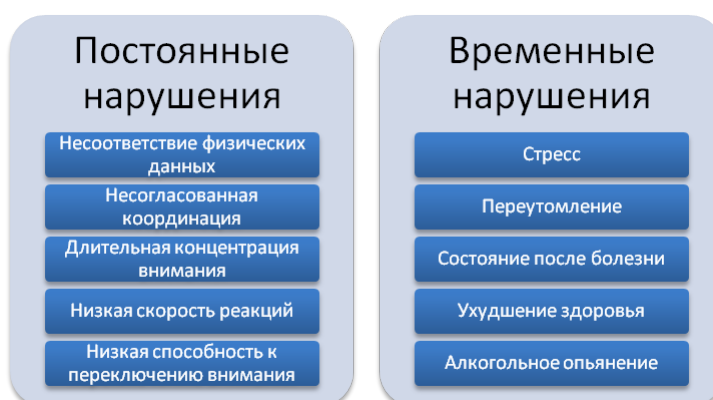 Постоянные
нарушения
Несоответствие физических
данных
Несогласованная
координация
Длительная концентрация
внимания
Низкая скорость реакций
Низкая способность к
переключению внимания
Временные
нарушения
Стресс
Переутомление
Состояние после болезни
Ухудшение здоровья
Алкогольное опьянение